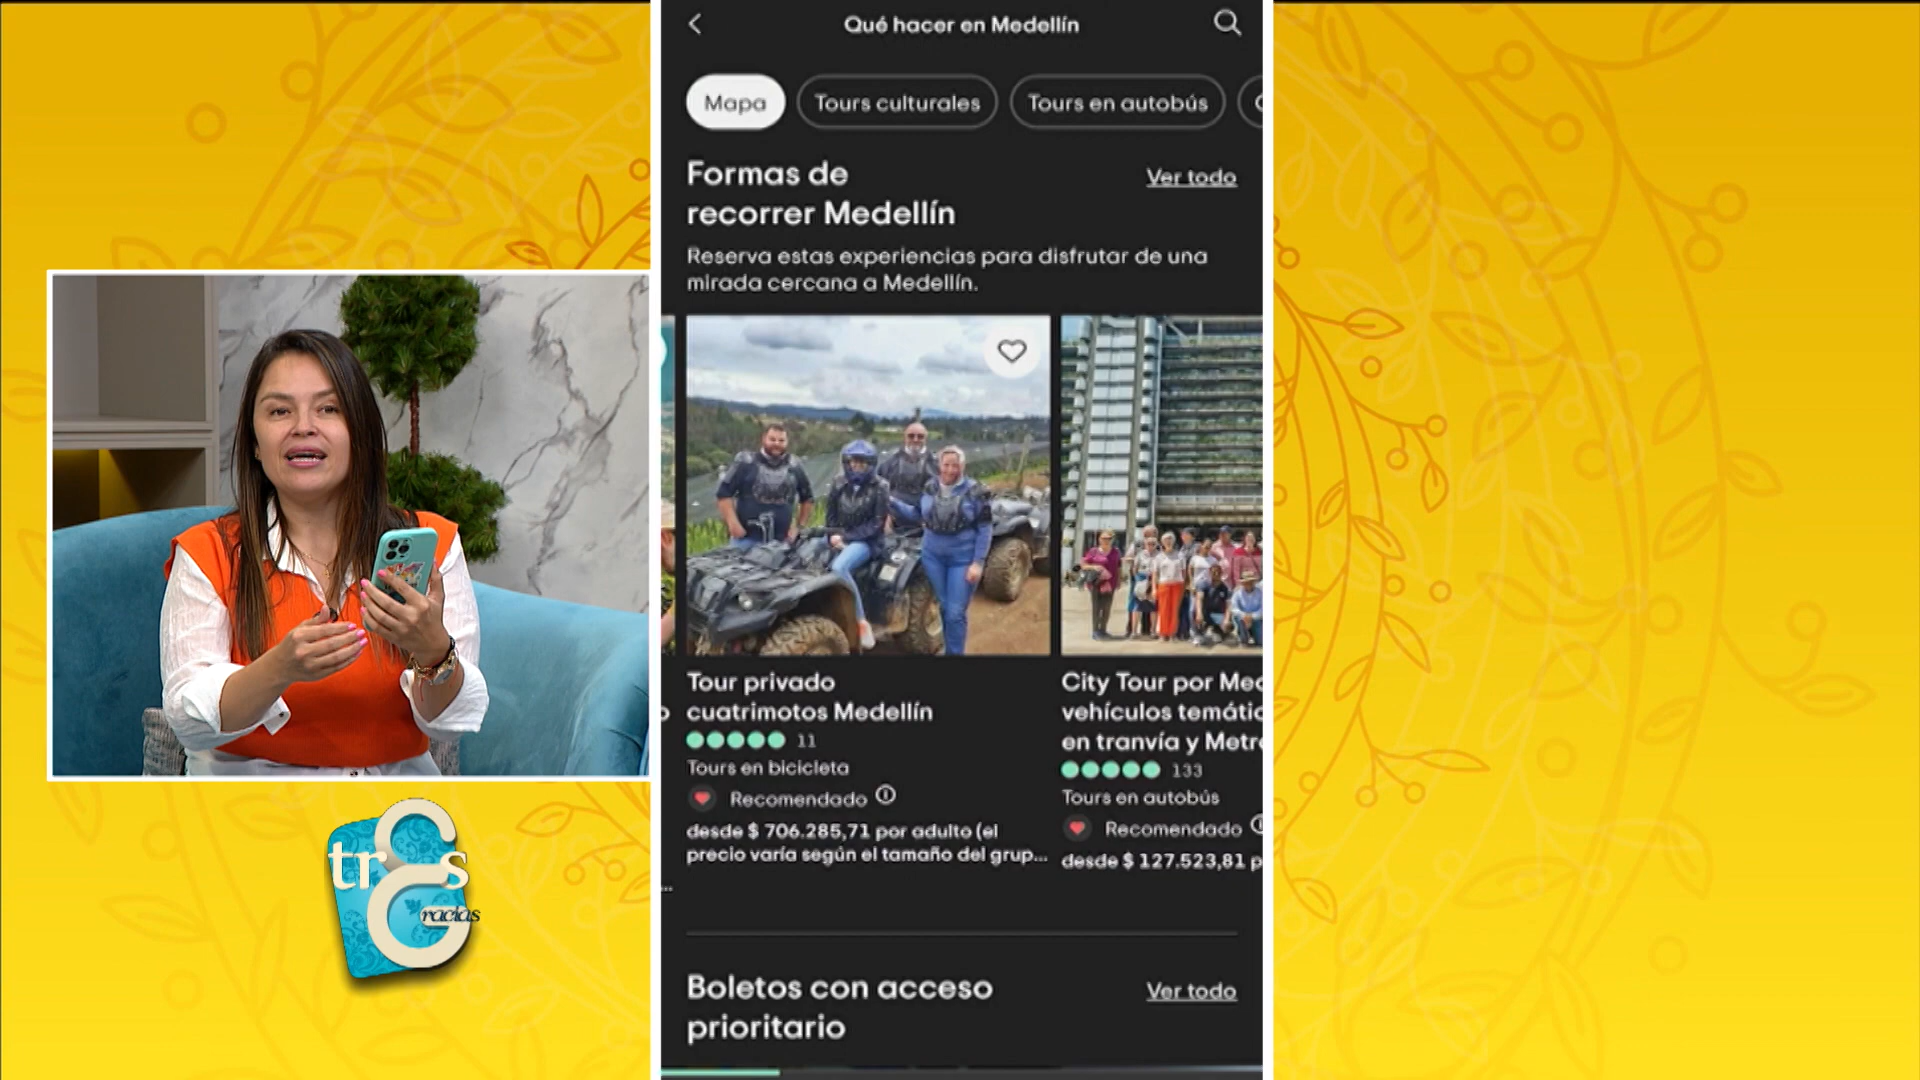 Qué hacer en Medellín
Mapa
Tours culturales
Tours en autobús
Formas de
recorrer Medellín
Ver todo
Reserva estas experiencias para disfrutar de una
mirada cercana a Medellín.
Tour privado
cuatrimotos Medellín
11
Tours en bicicleta
Recomendado
desde $ 706.285,71 por adulto (el
precio varía según el tamaño del grup...
City Tour por Med
vehículos temátic
en tranvía y Metr
133
Tours en autobús
Recomendado
desde $ 127.523,81 p
Boletos con acceso
prioritario
Ver todo
trEs
Gracias